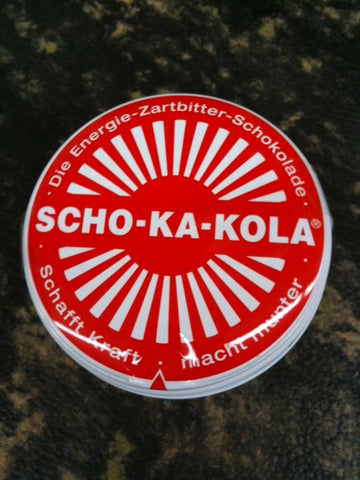 · Die Energie-Zartbitter-Schokolade ·
SCHO-KA-KOLA®
· Schafft Kraft · macht munter ·